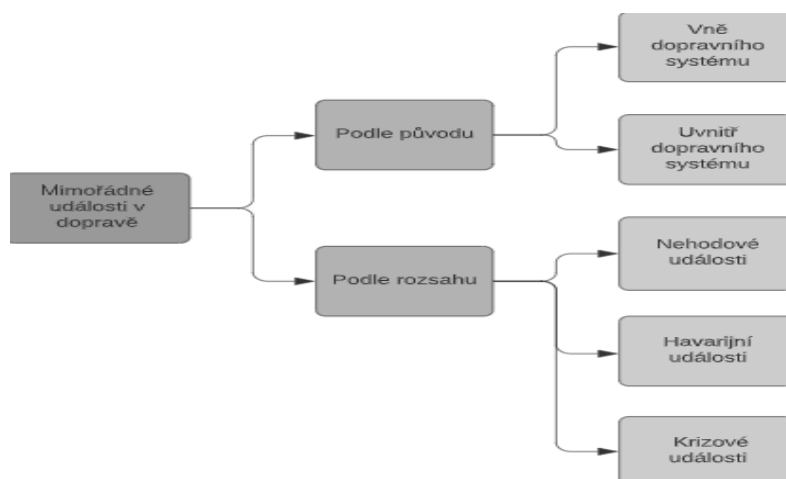 Vně
dopravního
systému
Podle původu
Uvnitř
dopravního
systému
Mimořádné
události v
dopravě
Nehodové
události
Podle rozsahu
Havarijní
události
Krizové
události